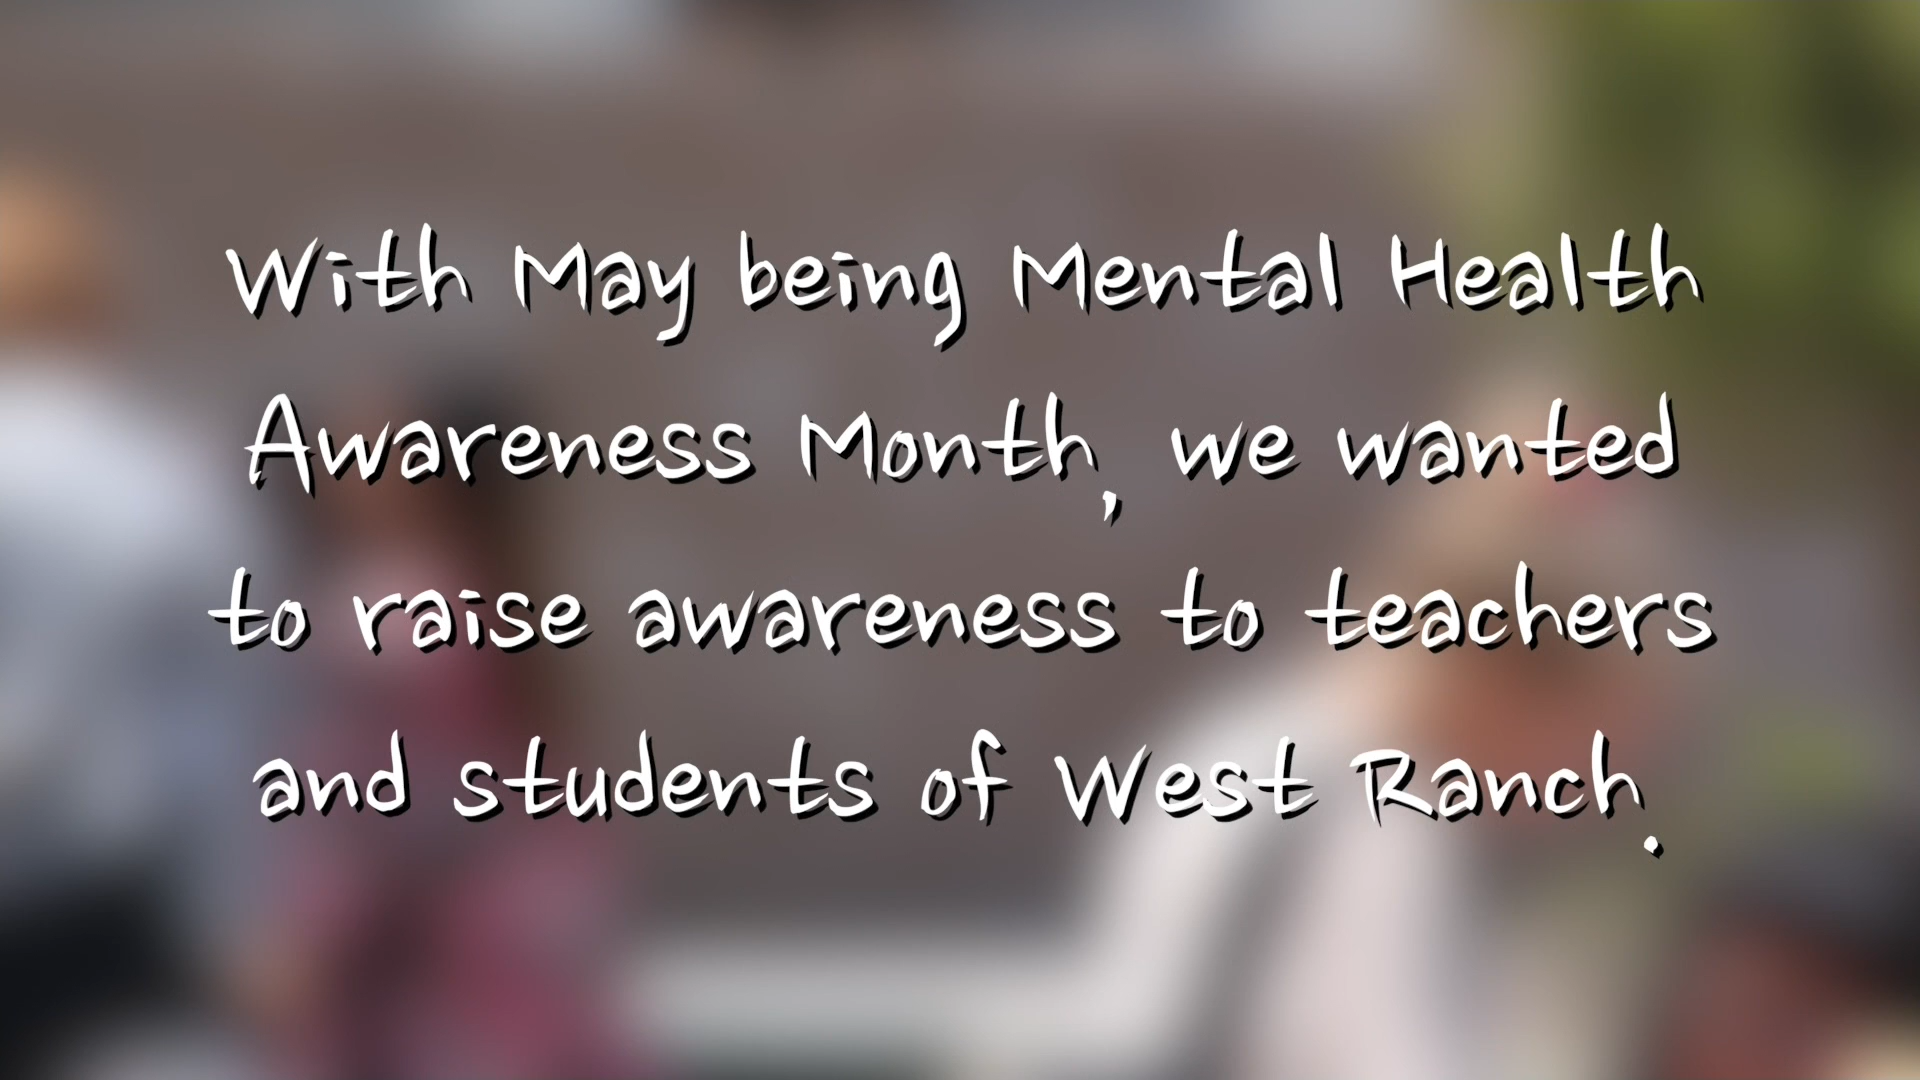 With May being Mental Health
Awareness Month, we wanted
to raise awareness to teachers
and students of West Ranch.